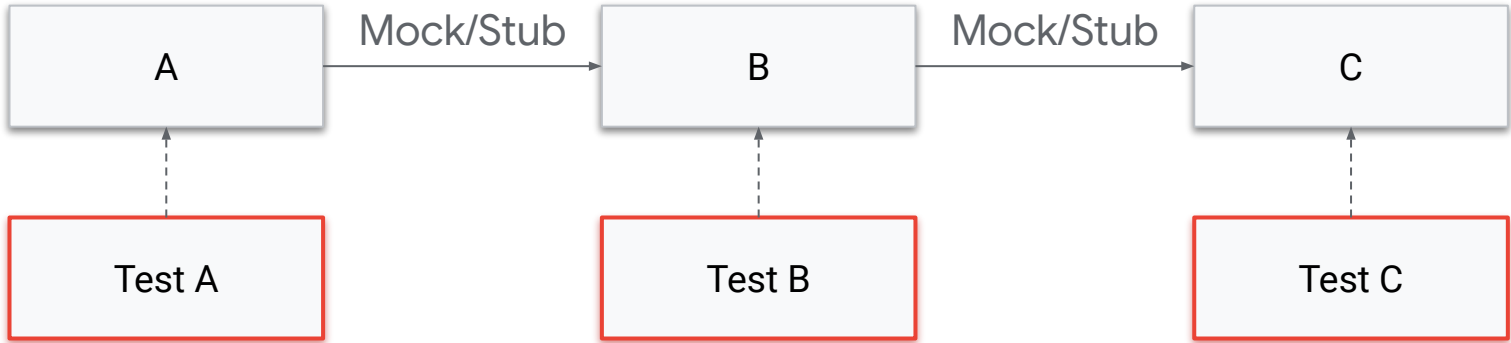 Mock/Stub
Mock/Stub
A
B
C
Test A
Test B
Test C